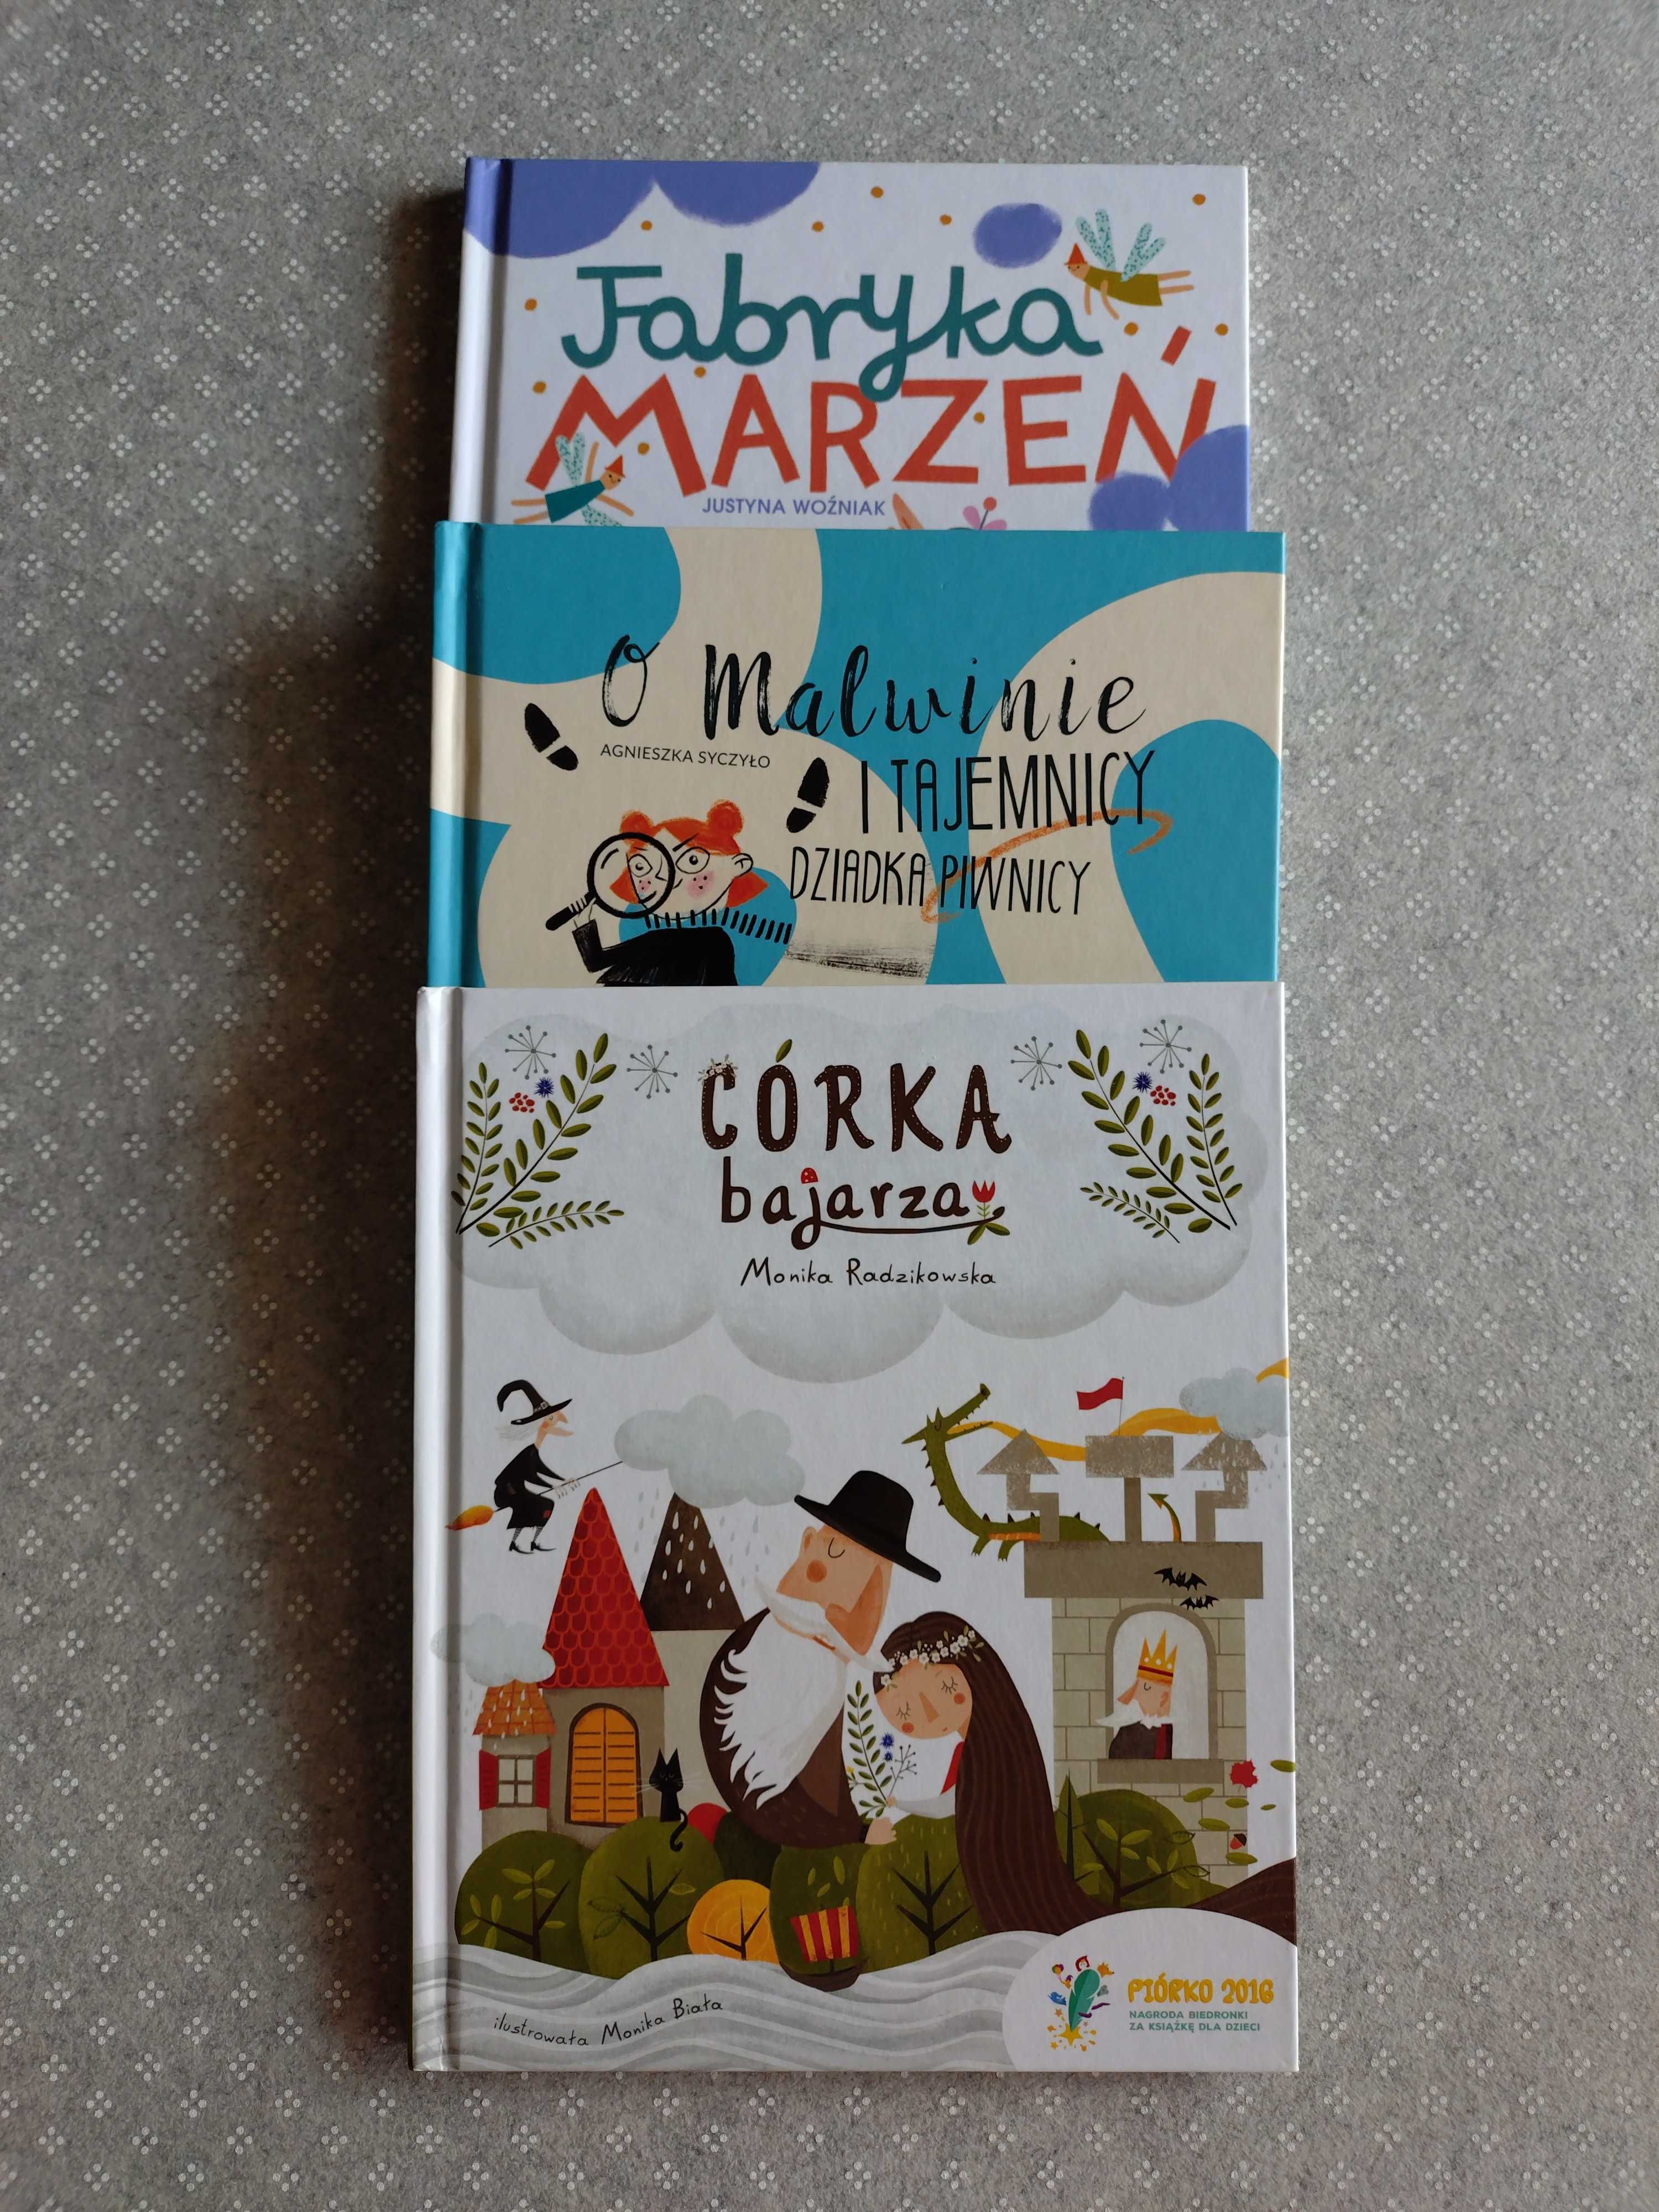 Fabryka
MARZEŃ
JUSTYNA WOŹNIAK
O Malwinie
AGNIESZKA SYCZYŁO
I TAJEMNICY
DZIADKA PIWNICY
CÓRKA
bajarza
Monika Radzikowska
ilustrowała Monika Biała
PIÓRKO 2016
NAGRODA BIEDRONKI
ZA KSIĄŻKĘ DLA DZIECI